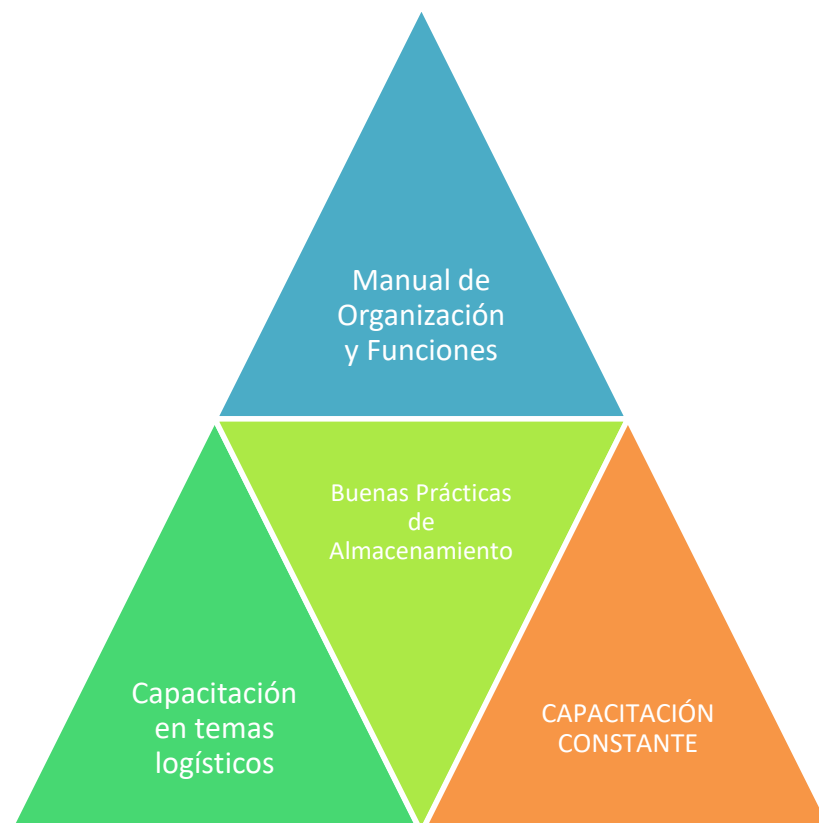 Manual de
Organización
y Funciones
Buenas Prácticas
de
Almacenamiento
Capacitación
en temas
logísticos
CAPACITACIÓN
CONSTANTE